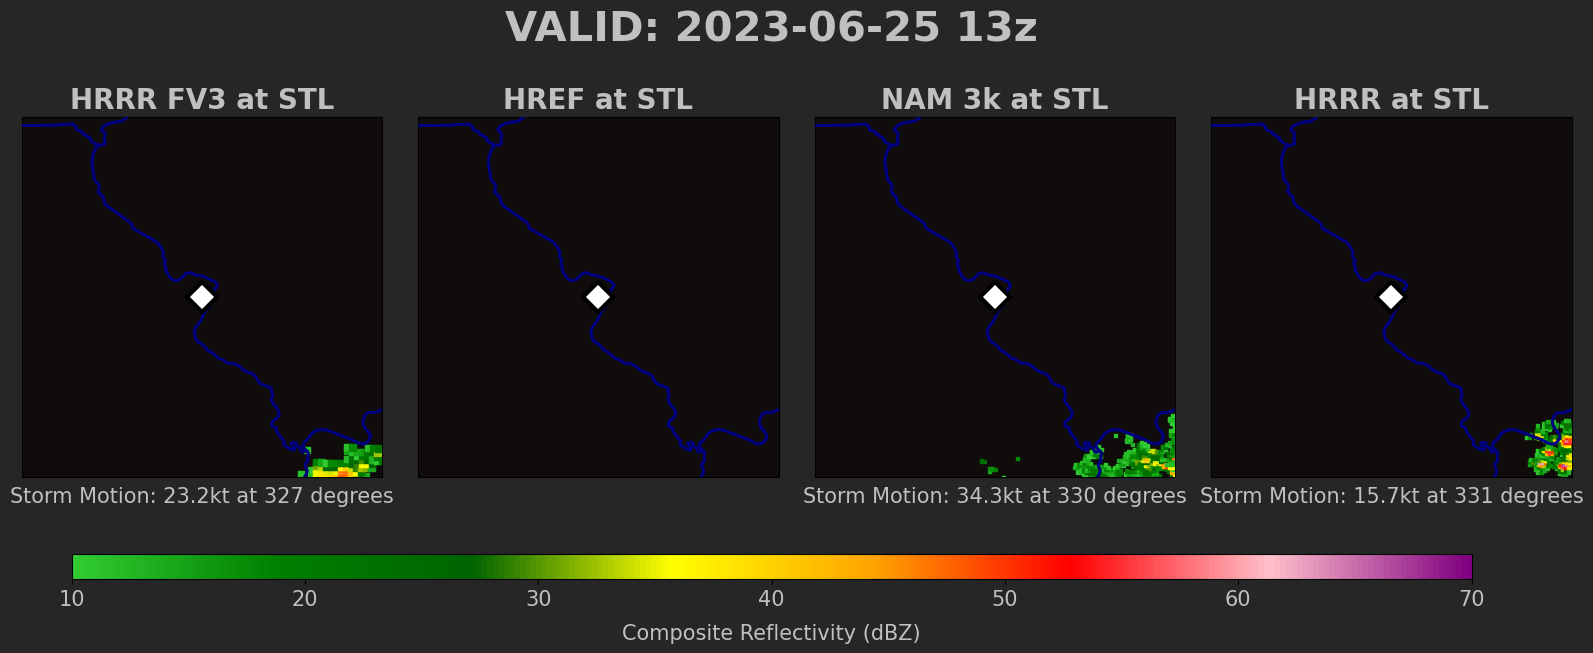 VALID: 2023-06-25 13z
HRRR FV3 at STL
HREF at STL
NAM 3k at STL
HRRR at STL
Storm Motion: 23.2kt at 327 degrees
Storm Motion: 34.3kt at 330 degrees
Storm Motion: 15.7kt at 331 degrees
10 20 30 40 50 60 70
Composite Reflectivity (dBZ)